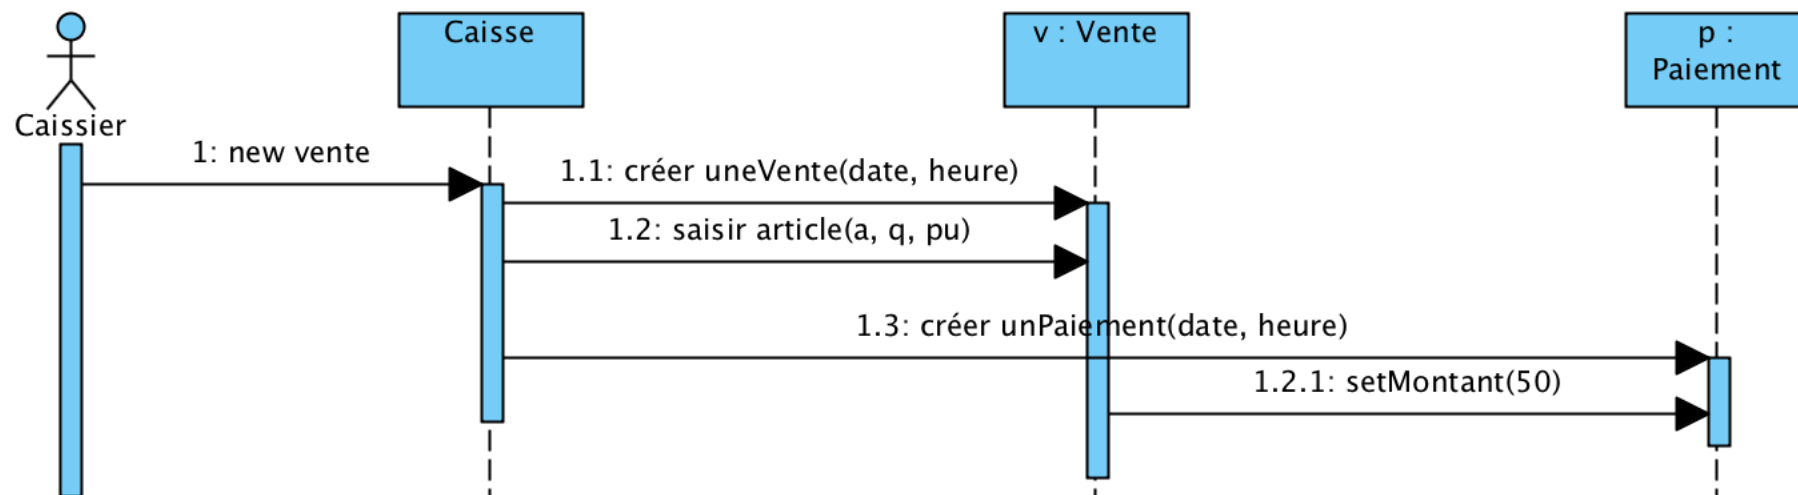 Caisse
v : Vente
p :
Paiement
Caissier
1: new vente
1.1: créer uneVente(date, heure)
1.2: saisir article(a, q, pu)
1.3: créer unPaiement(date, heure)
1.2.1: setMontant(50)